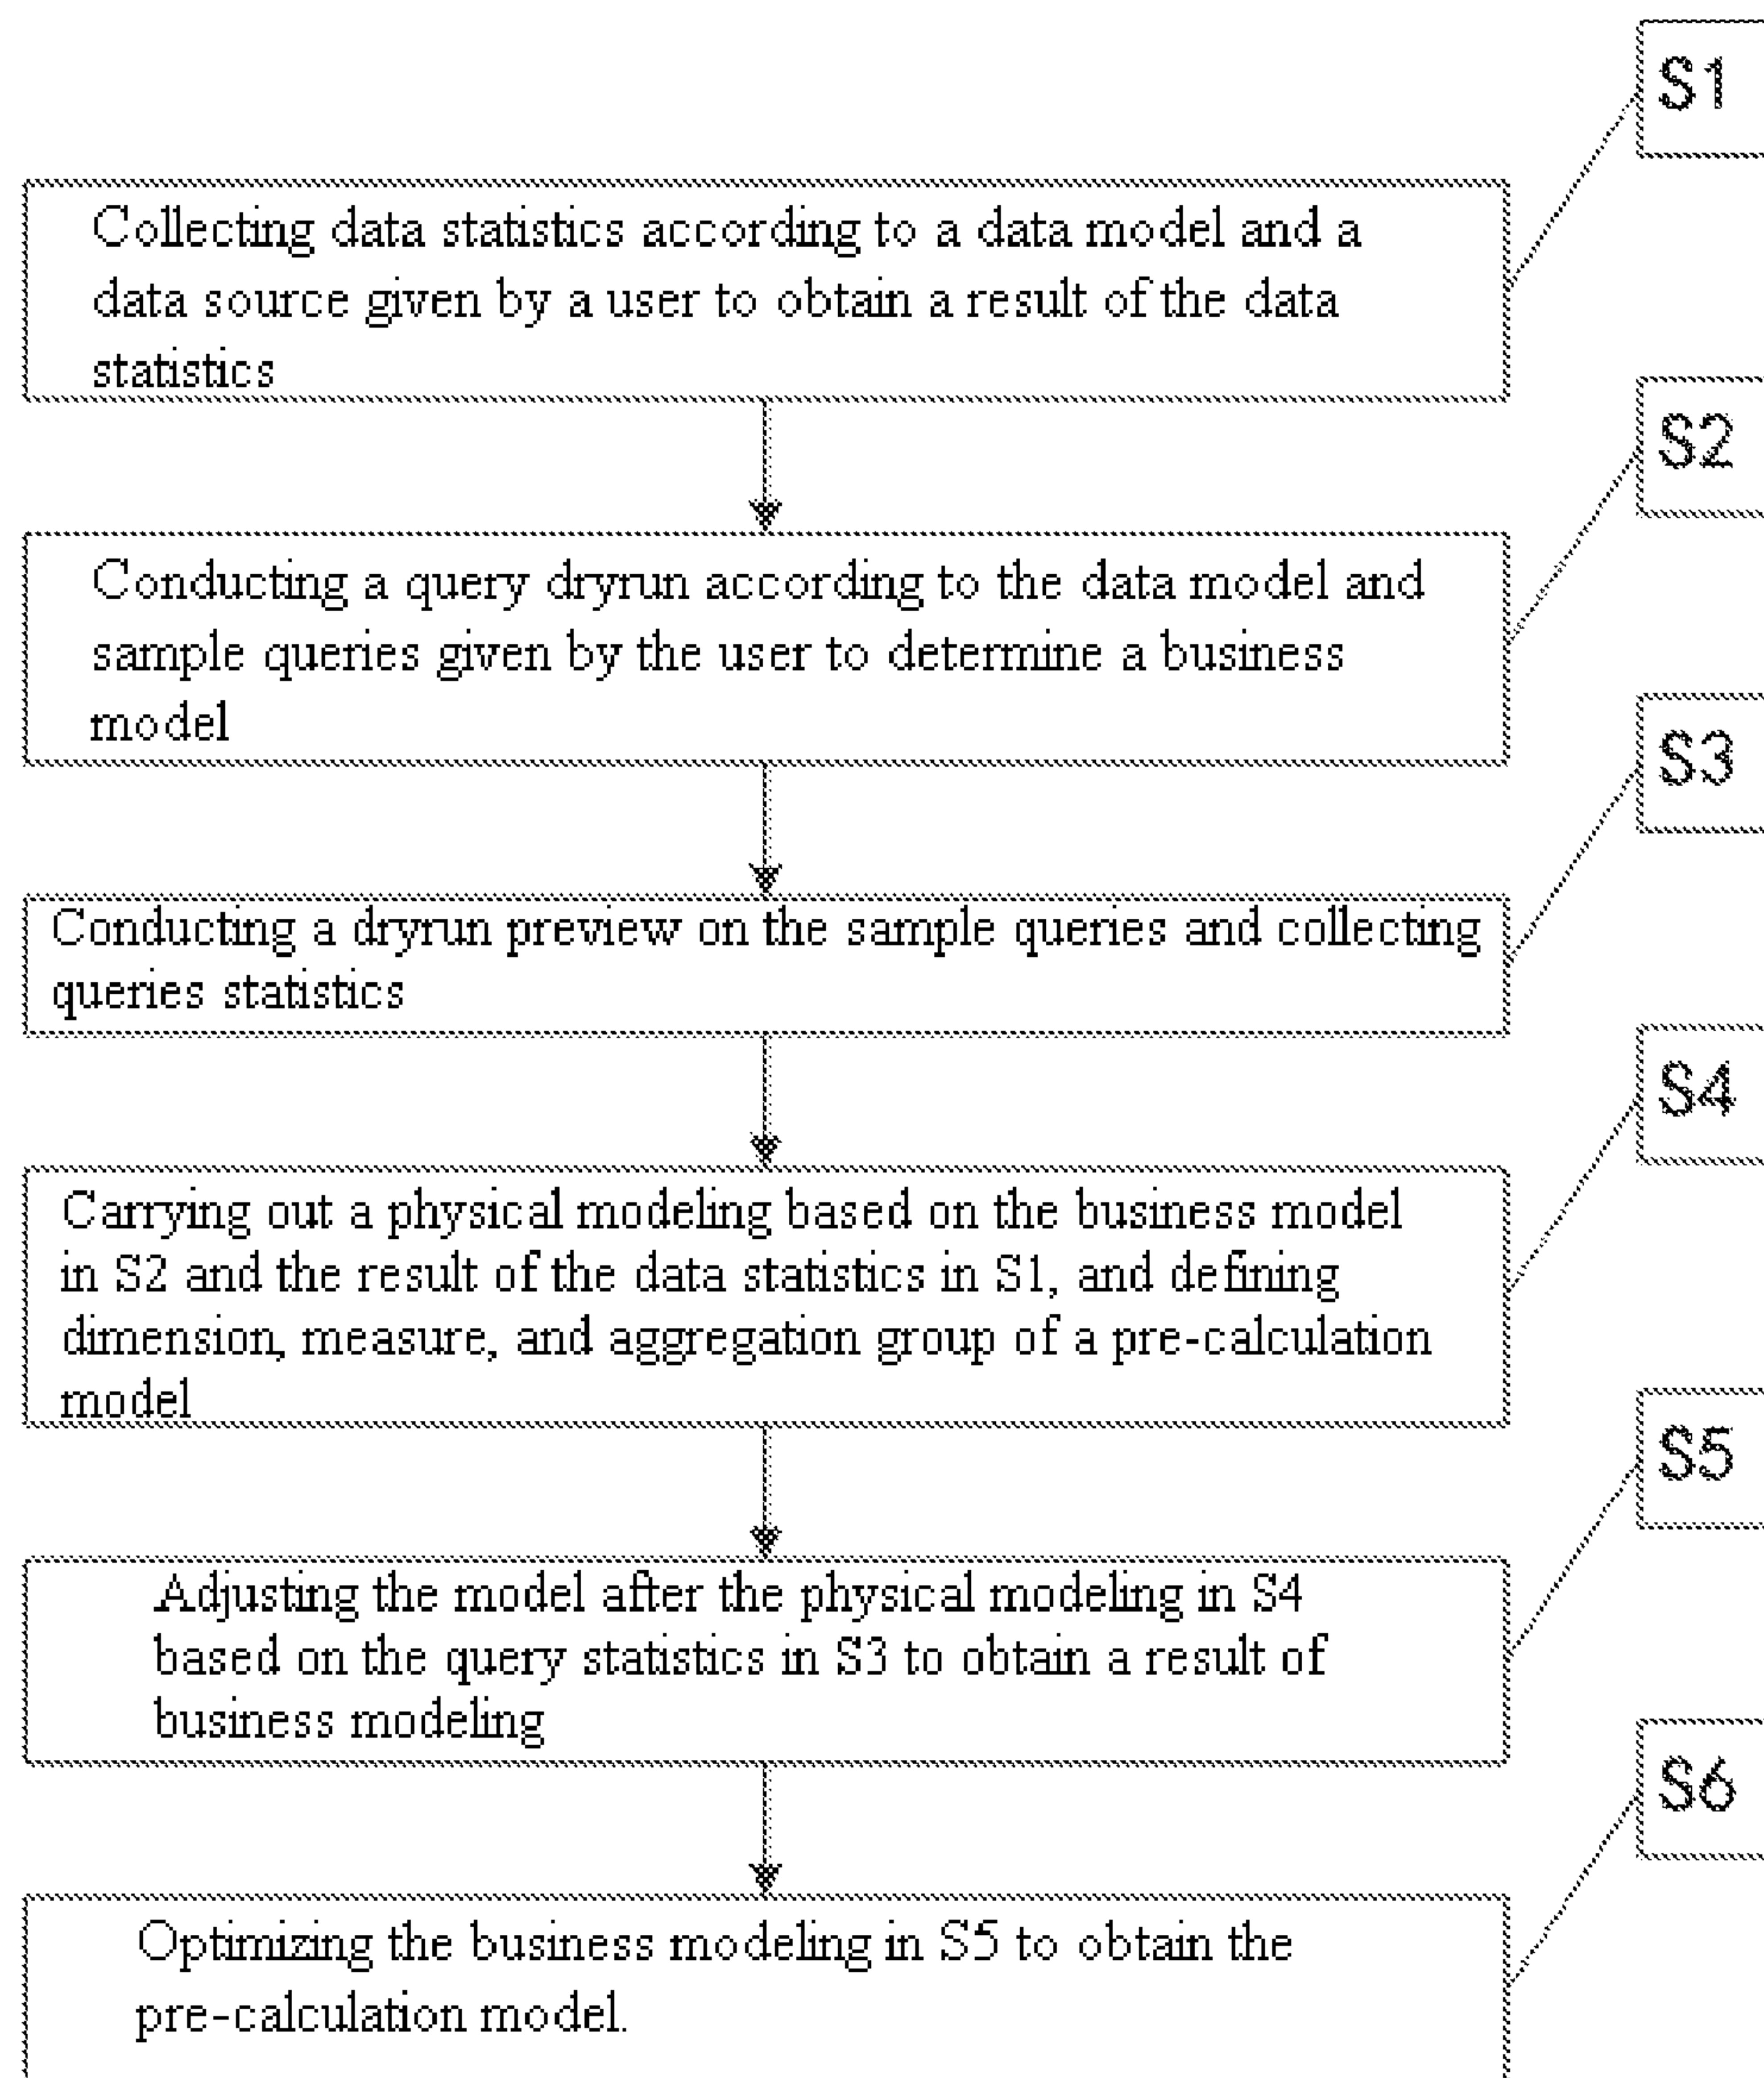 S1
Collecting data statistics according to a data model and a
data source given by a user to obtain a result of the data
statistics
S2
Conducting a query dryrun according to the data model and
sample queries given by the user to determine a business
model
S3
Conducting a dryrun preview on the sample queries and collecting
queries statistics
S4
Carrying out a physical modeling based on the business model
in S2 and the result of the data statistics in S1, and defining
dimension, measure, and aggregation group of a pre-calculation
model
S5
Adjusting the model after the physical modeling in S4
based on the query statistics in S3 to obtain a result of
business modeling
S6
Optimizing the business modeling in S5 to obtain the
pre-calculation model.